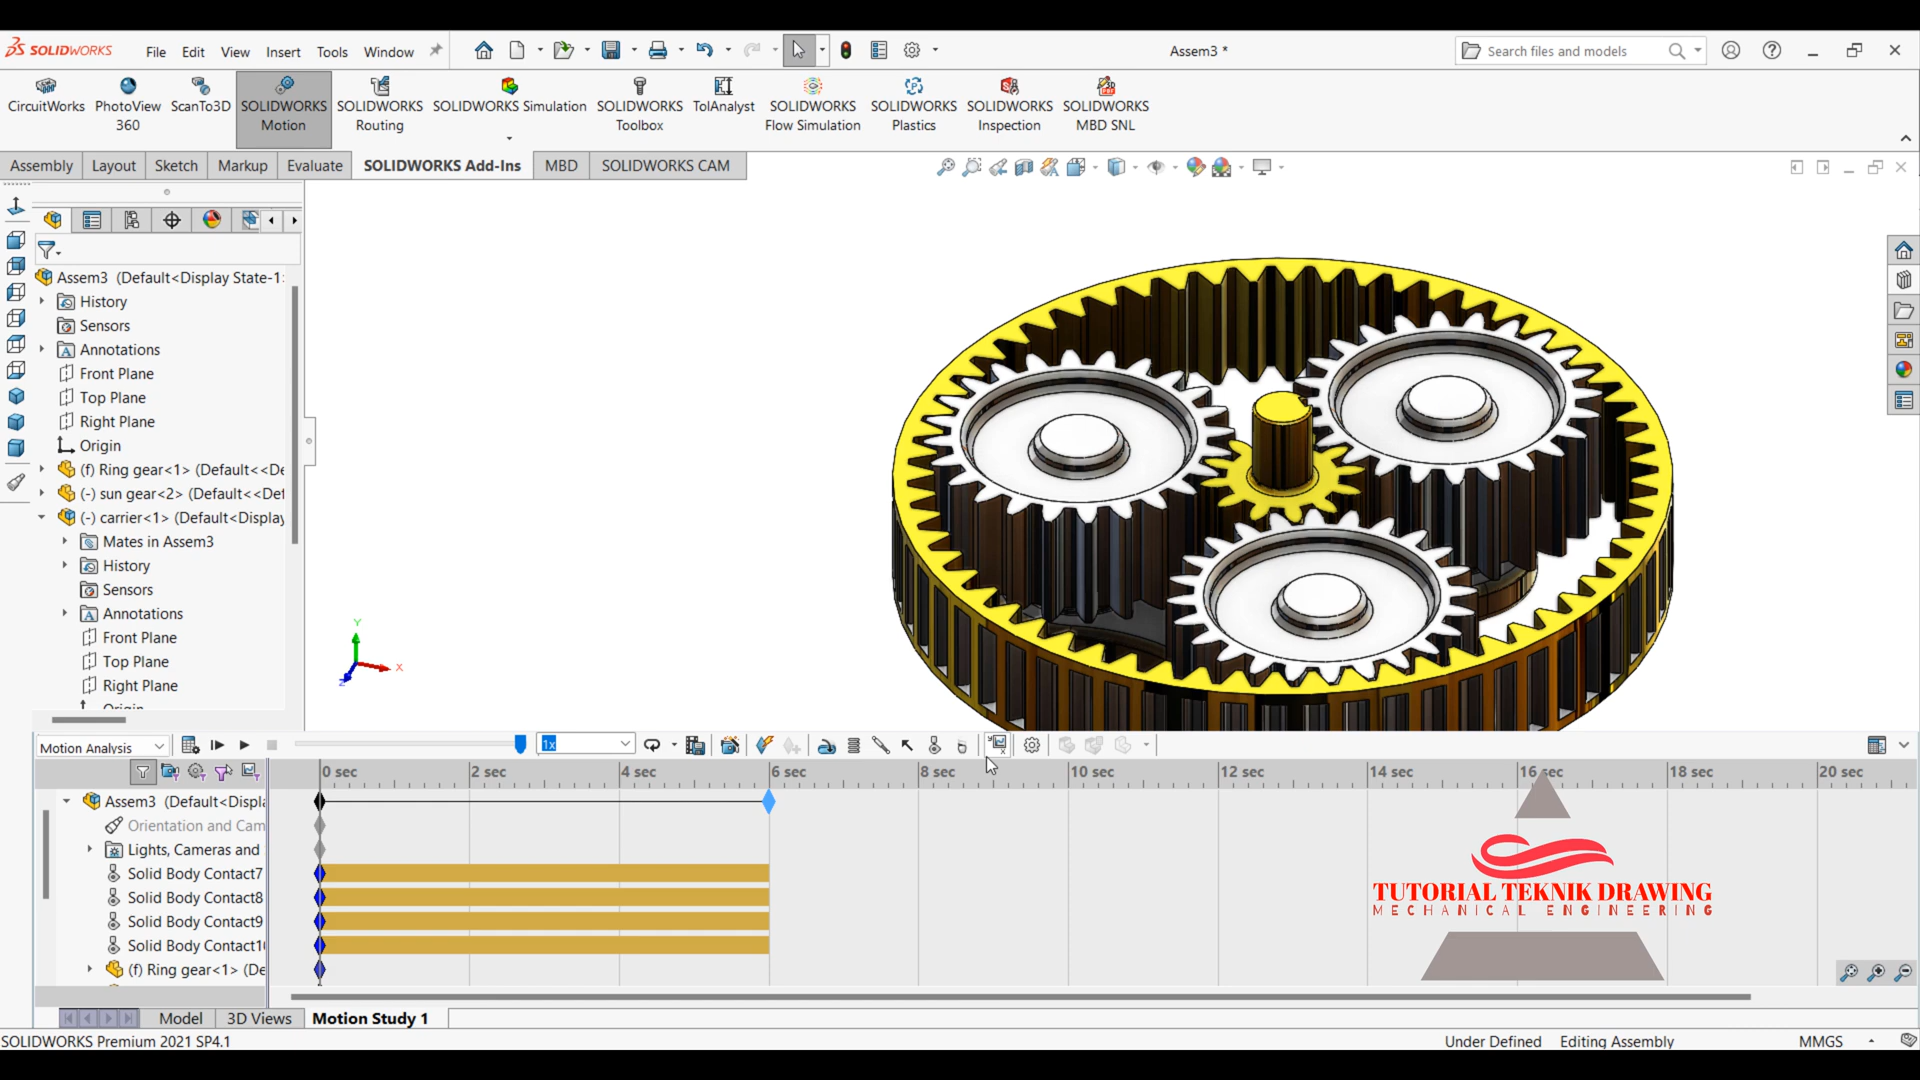 SOLIDWORKS
File Edit View Insert Tools Window
Assem3 *
Search files and models
CircuitWorks
PhotoView 360
ScanTo3D
SOLIDWORKS Motion
SOLIDWORKS Routing
SOLIDWORKS Simulation
SOLIDWORKS Toolbox
TolAnalyst
SOLIDWORKS Flow Simulation
SOLIDWORKS Plastics
SOLIDWORKS Inspection
SOLIDWORKS MBD SNL
Assembly Layout Sketch Markup Evaluate SOLIDWORKS Add-Ins MBD SOLIDWORKS CAM
Assem3 (Default<Display State-1
History
Sensors
Annotations
Front Plane
Top Plane
Right Plane
Origin
(f) Ring gear<1> (Default<<De
(-) sun gear<2> (Default<<Def
(-) carrier<1> (Default<Display
Mates in Assem3
History
Sensors
Annotations
Front Plane
Top Plane
Right Plane
Y
X
Z
Motion Analysis
1x
0 sec 2 sec 4 sec 6 sec 8 sec 10 sec 12 sec 14 sec 16 sec 18 sec 20 sec
Assem3 (Default<Displa
Orientation and Cam
Lights, Cameras and
Solid Body Contact7
Solid Body Contact8
Solid Body Contact9
Solid Body Contact1
(f) Ring gear<1> (De
TUTORIAL TEKNIK DRAWING
MECHANICAL ENGINEERING
Model 3D Views Motion Study 1
SOLIDWORKS Premium 2021 SP4.1
Under Defined Editing Assembly MMGS